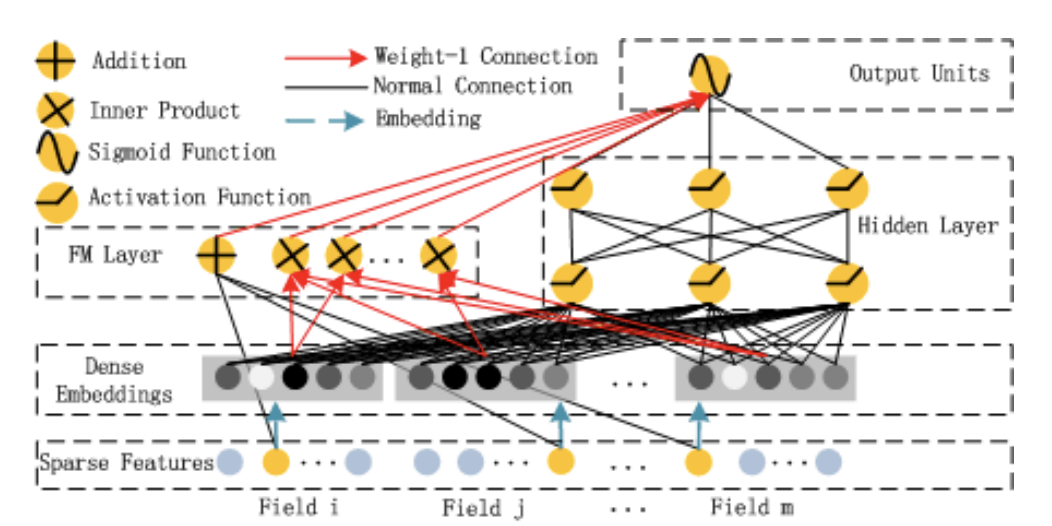 Addition
Inner Product
Sigmoid Function
Activation Function
Weight-1 Connection
Normal Connection
Embedding
Output Units
Hidden Layer
FM Layer
...
Dense
Embeddings
...
Sparse Features
... ... ... ...
Field i Field j ... Field m